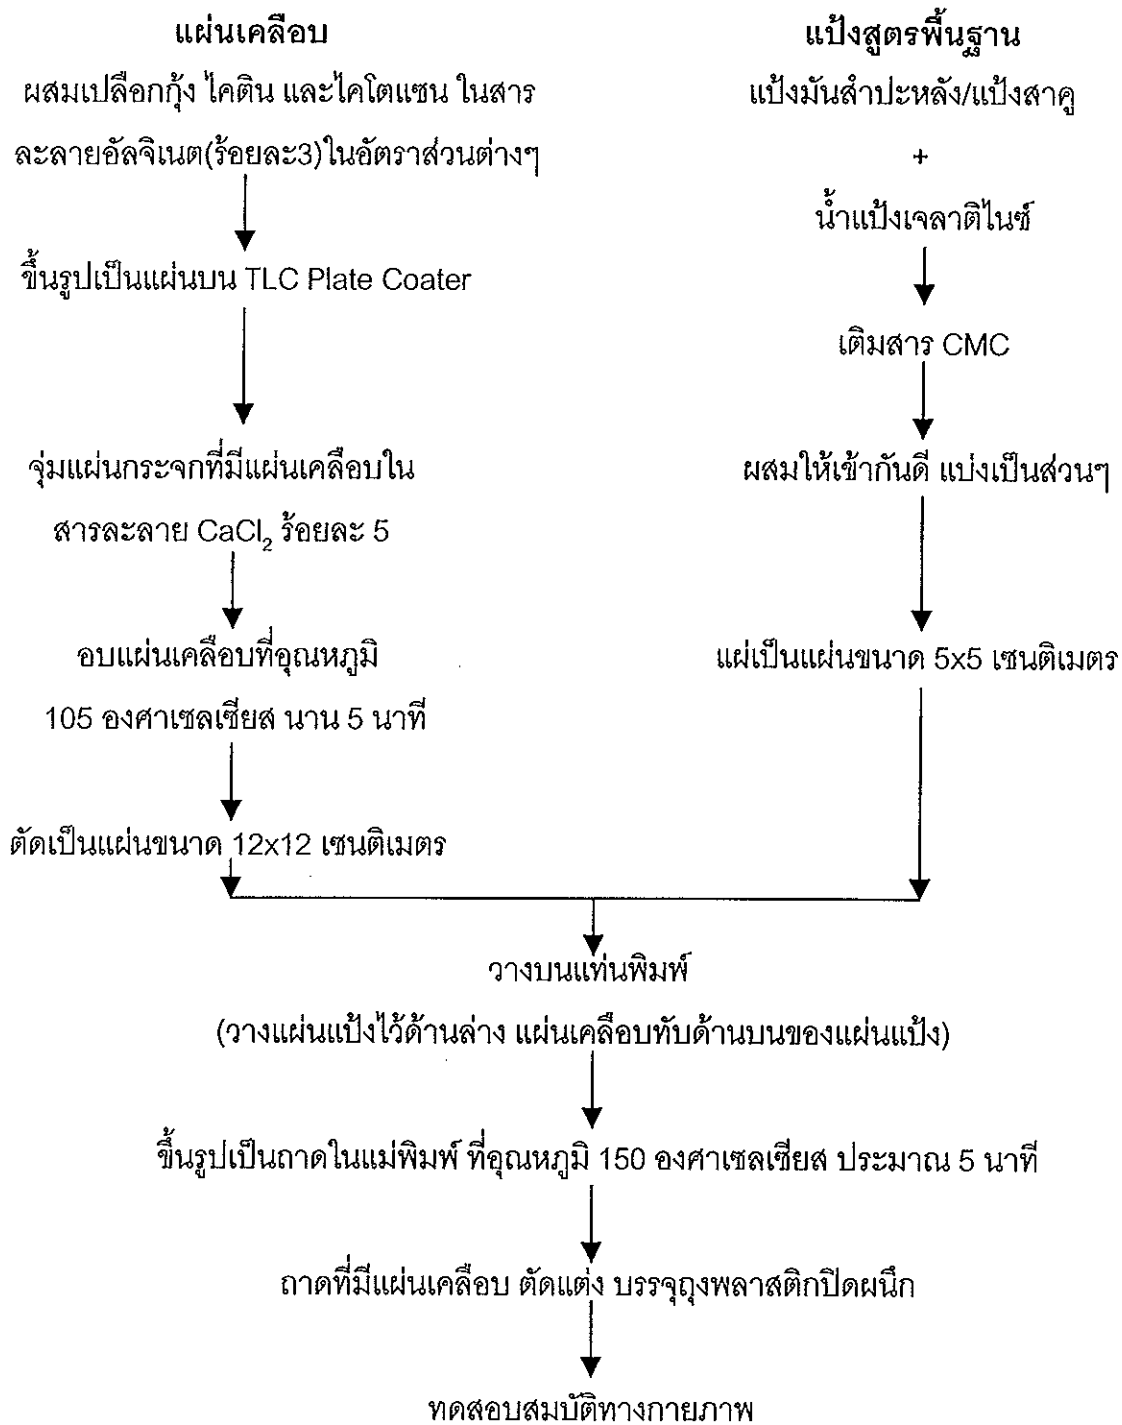 แผ่นเคลือบ
ผสมเปลือกกุ้ง ไคติน และไคโตแซน ในสาร
ละลายอัลจิเนต(ร้อยละ3)ในอัตราส่วนต่างๆ
ขึ้นรูปเป็นแผ่นบน TLC Plate Coater
จุ่มแผ่นกระจกที่มีแผ่นเคลือบใน
สารละลาย CaCl₂ ร้อยละ 5
อบแผ่นเคลือบที่อุณหภูมิ
105 องศาเซลเซียส นาน 5 นาที
ตัดเป็นแผ่นขนาด 12x12 เซนติเมตร
แป้งสูตรพื้นฐาน
แป้งมันสำปะหลัง/แป้งสาคู
+
น้ำแป้งเจลาติไนซ์
เติมสาร CMC
ผสมให้เข้ากันดี แบ่งเป็นส่วนๆ
แผ่เป็นแผ่นขนาด 5x5 เซนติเมตร
วางบนแท่นพิมพ์
(วางแผ่นแป้งไว้ด้านล่าง แผ่นเคลือบทับด้านบนของแผ่นแป้ง)
ขึ้นรูปเป็นถาดในแม่พิมพ์ ที่อุณหภูมิ 150 องศาเซลเซียส ประมาณ 5 นาที
ถาดที่มีแผ่นเคลือบ ตัดแต่ง บรรจุถุงพลาสติกปิดผนึก
ทดสอบสมบัติทางกายภาพ